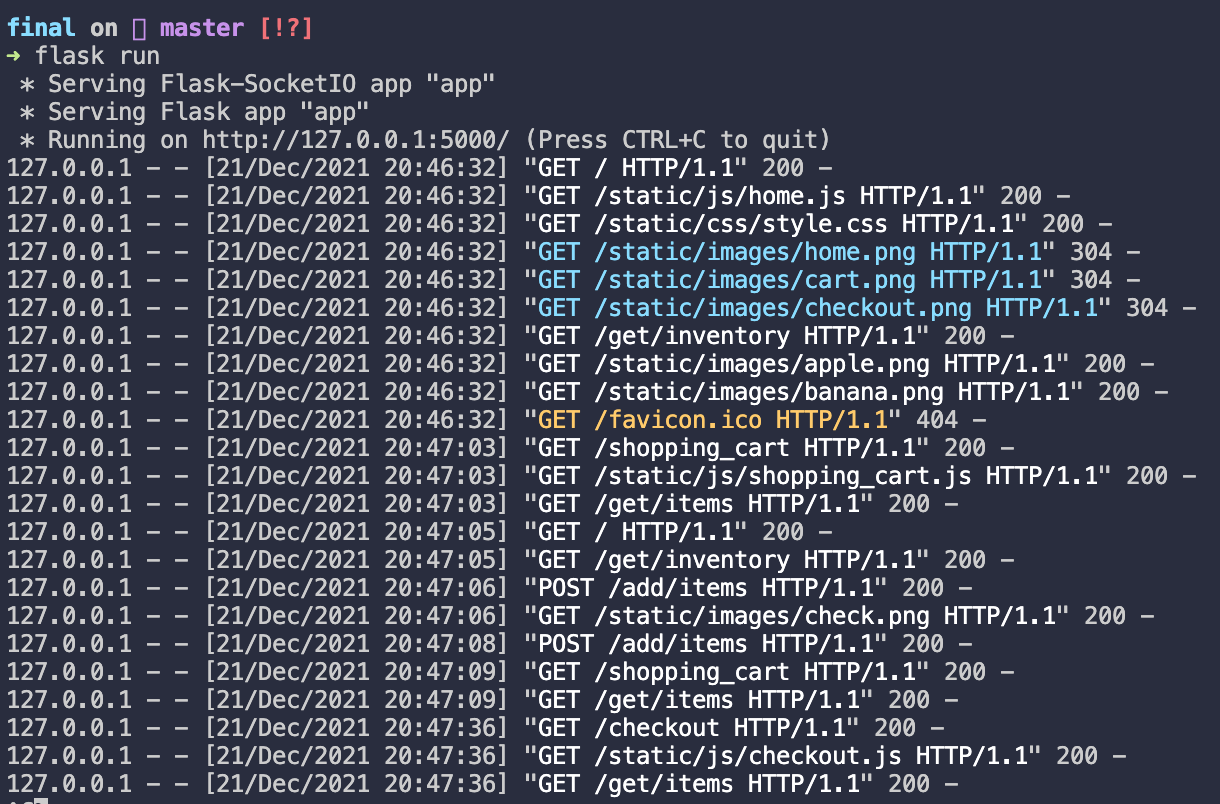 final on master [!?]
→ flask run
 * Serving Flask-SocketIO app "app"
 * Serving Flask app "app"
 * Running on http://127.0.0.1:5000/ (Press CTRL+C to quit)
127.0.0.1 - - [21/Dec/2021 20:46:32] "GET / HTTP/1.1" 200 -
127.0.0.1 - - [21/Dec/2021 20:46:32] "GET /static/js/home.js HTTP/1.1" 200 -
127.0.0.1 - - [21/Dec/2021 20:46:32] "GET /static/css/style.css HTTP/1.1" 200 -
127.0.0.1 - - [21/Dec/2021 20:46:32] "GET /static/images/home.png HTTP/1.1" 304 -
127.0.0.1 - - [21/Dec/2021 20:46:32] "GET /static/images/cart.png HTTP/1.1" 304 -
127.0.0.1 - - [21/Dec/2021 20:46:32] "GET /static/images/checkout.png HTTP/1.1" 304 -
127.0.0.1 - - [21/Dec/2021 20:46:32] "GET /get/inventory HTTP/1.1" 200 -
127.0.0.1 - - [21/Dec/2021 20:46:32] "GET /static/images/apple.png HTTP/1.1" 200 -
127.0.0.1 - - [21/Dec/2021 20:46:32] "GET /static/images/banana.png HTTP/1.1" 200 -
127.0.0.1 - - [21/Dec/2021 20:46:32] "GET /favicon.ico HTTP/1.1" 404 -
127.0.0.1 - - [21/Dec/2021 20:47:03] "GET /shopping_cart HTTP/1.1" 200 -
127.0.0.1 - - [21/Dec/2021 20:47:03] "GET /static/js/shopping_cart.js HTTP/1.1" 200 -
127.0.0.1 - - [21/Dec/2021 20:47:03] "GET /get/items HTTP/1.1" 200 -
127.0.0.1 - - [21/Dec/2021 20:47:05] "GET / HTTP/1.1" 200 -
127.0.0.1 - - [21/Dec/2021 20:47:05] "GET /get/inventory HTTP/1.1" 200 -
127.0.0.1 - - [21/Dec/2021 20:47:06] "POST /add/items HTTP/1.1" 200 -
127.0.0.1 - - [21/Dec/2021 20:47:06] "GET /static/images/check.png HTTP/1.1" 200 -
127.0.0.1 - - [21/Dec/2021 20:47:08] "POST /add/items HTTP/1.1" 200 -
127.0.0.1 - - [21/Dec/2021 20:47:09] "GET /shopping_cart HTTP/1.1" 200 -
127.0.0.1 - - [21/Dec/2021 20:47:09] "GET /get/items HTTP/1.1" 200 -
127.0.0.1 - - [21/Dec/2021 20:47:36] "GET /checkout HTTP/1.1" 200 -
127.0.0.1 - - [21/Dec/2021 20:47:36] "GET /static/js/checkout.js HTTP/1.1" 200 -
127.0.0.1 - - [21/Dec/2021 20:47:36] "GET /get/items HTTP/1.1" 200 -